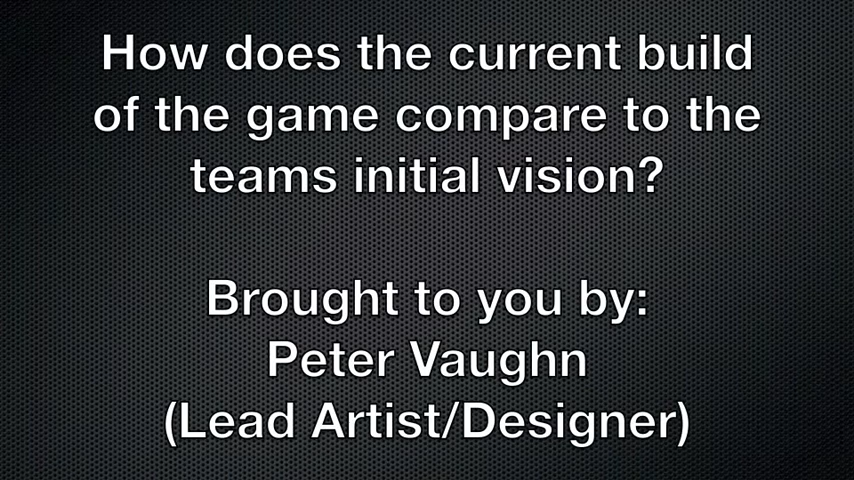 How does the current build
of the game compare to the
teams initial vision?
Brought to you by:
Peter Vaughn
(Lead Artist/Designer)